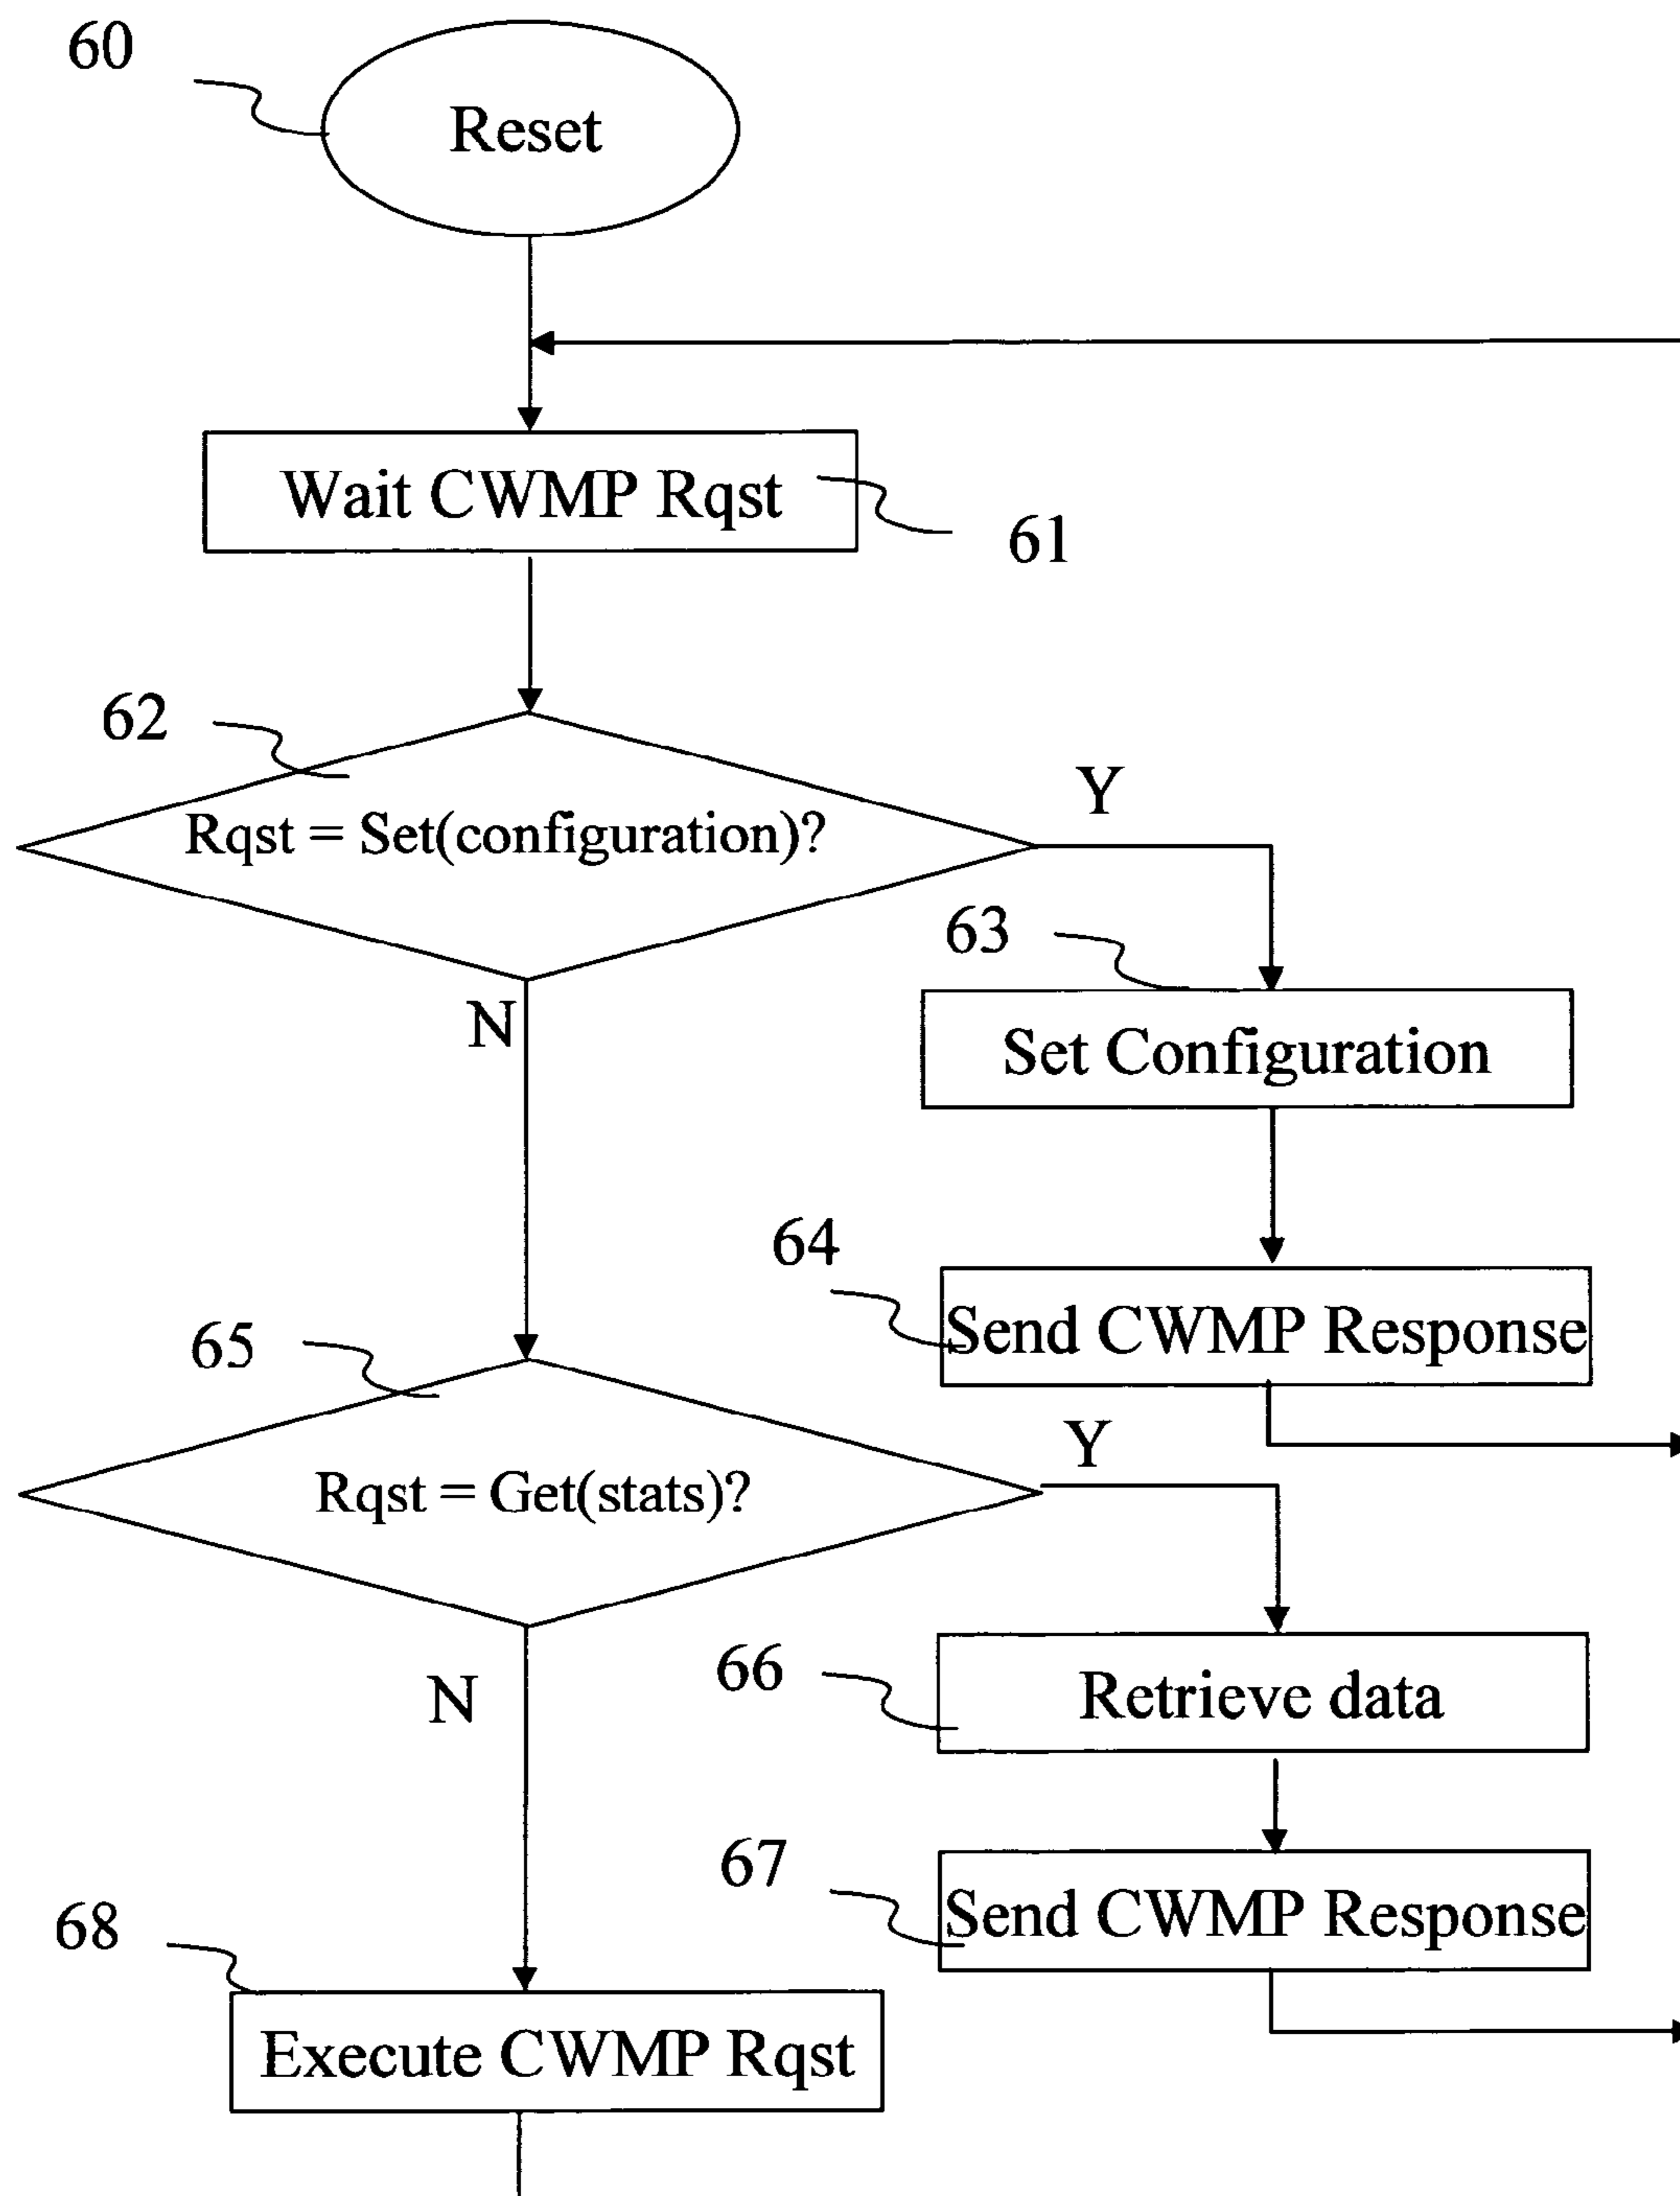 60
Reset
Wait CWMP Rqst
61
62
Rqst = Set(configuration)?
Y
N
63
Set Configuration
64
Send CWMP Response
65
Rqst = Get(stats)?
Y
N
66
Retrieve data
67
Send CWMP Response
68
Execute CWMP Rqst